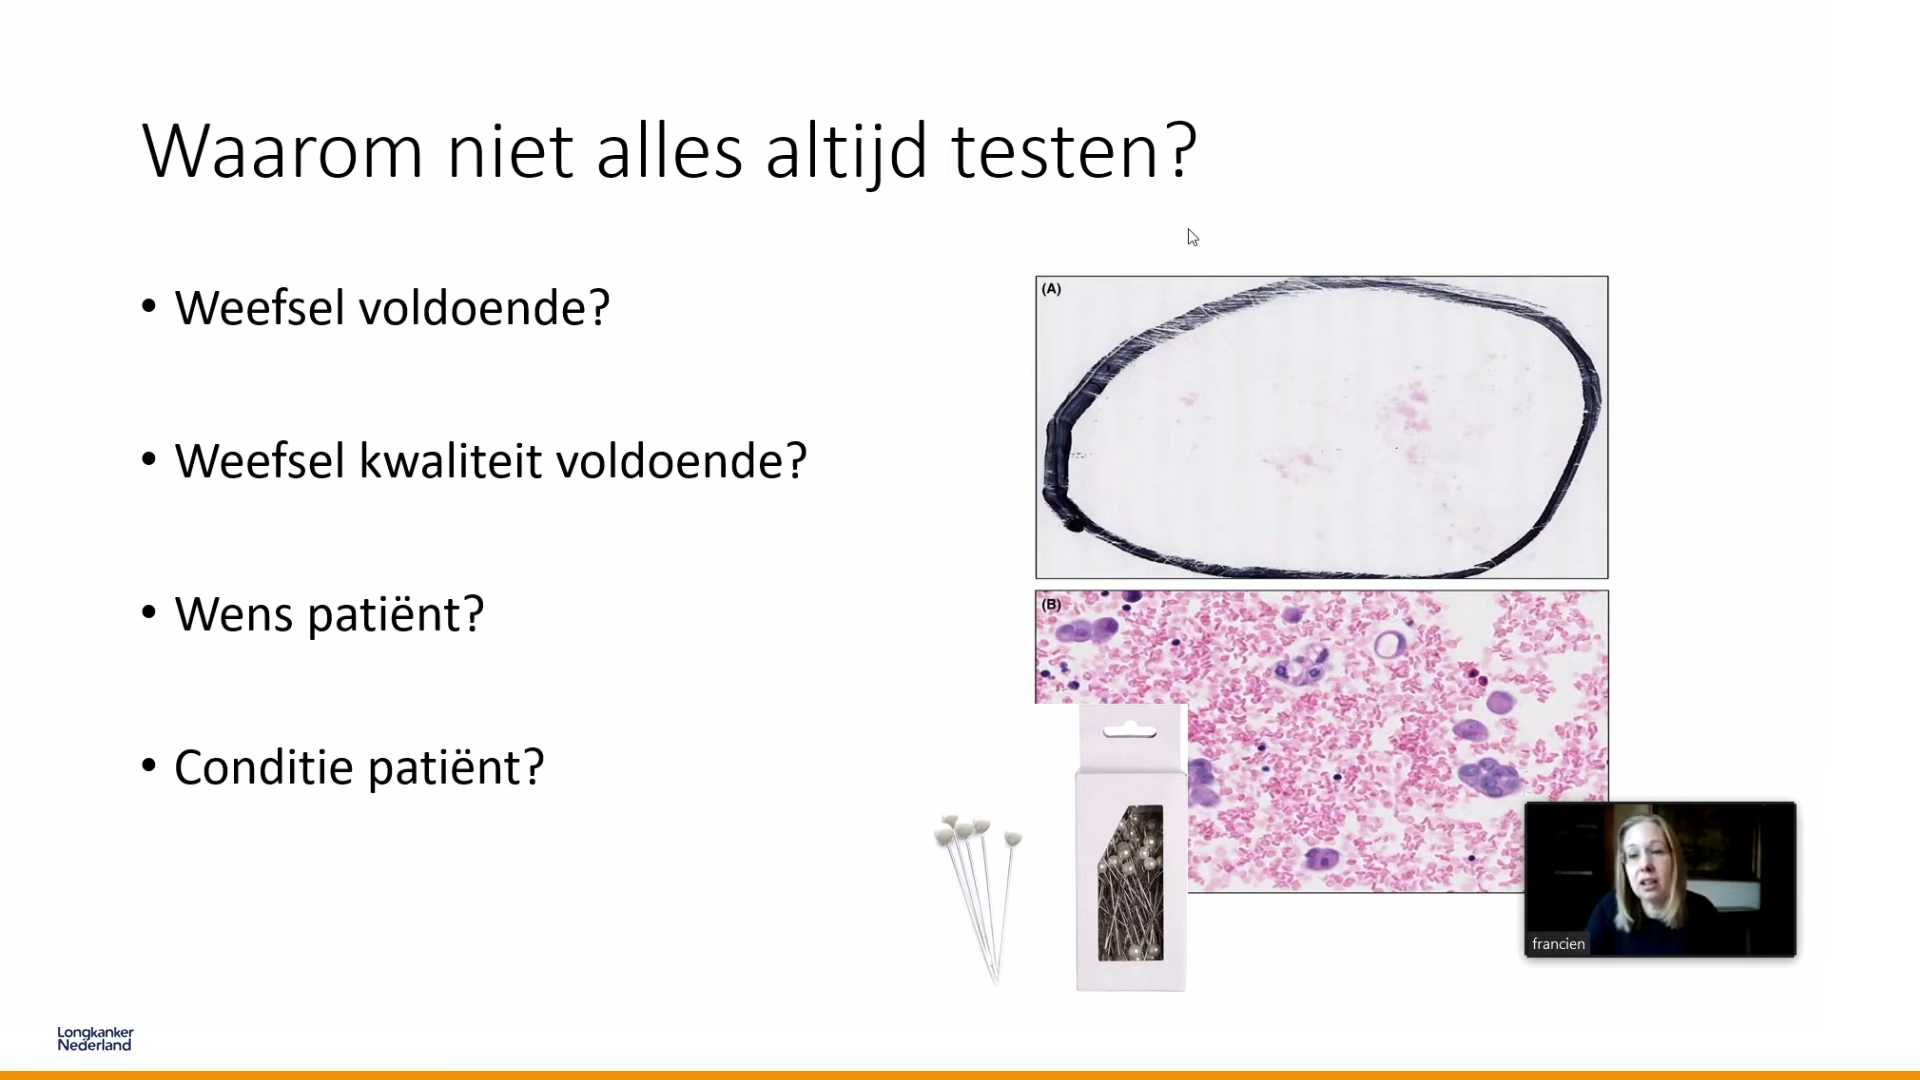 Waarom niet alles altijd testen?
• Weefsel voldoende?
• Weefsel kwaliteit voldoende?
• Wens patiënt?
• Conditie patiënt?
(A)
(B)
francien
Longkanker
Nederland